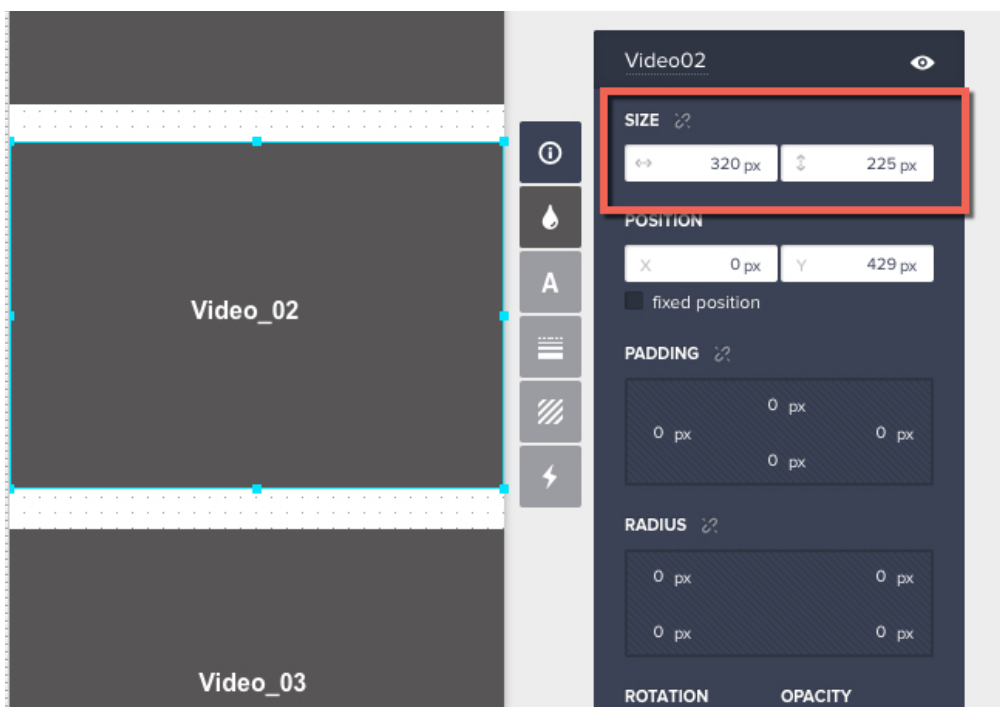 Video02
SIZE
320 px
225 px
POSITION
X 0 px
Y 429 px
fixed position
Video_02
A
PADDING
0 px
0 px
0 px
0 px
RADIUS
0 px
0 px
0 px
0 px
Video_03
ROTATION
OPACITY